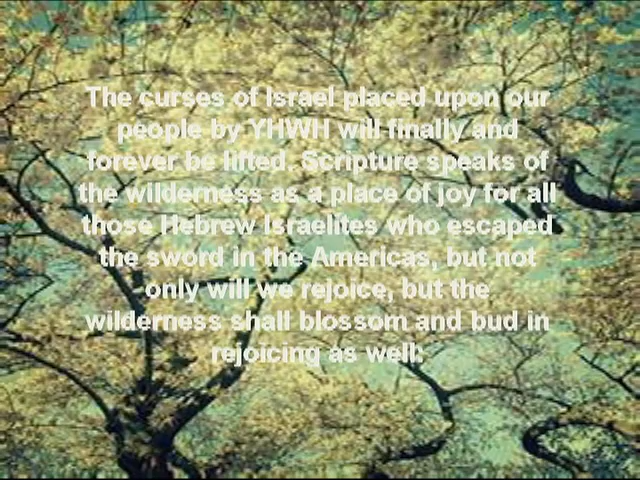 The curses of Israel placed upon our
people by YHWH will finally and
forever be lifted. Scripture speaks of
the wilderness as a place of joy for all
those Hebrew Israelites who escaped
the sword in the Americas, but not
only will we rejoice, but the
wilderness shall blossom and bud in
rejoicing as well: